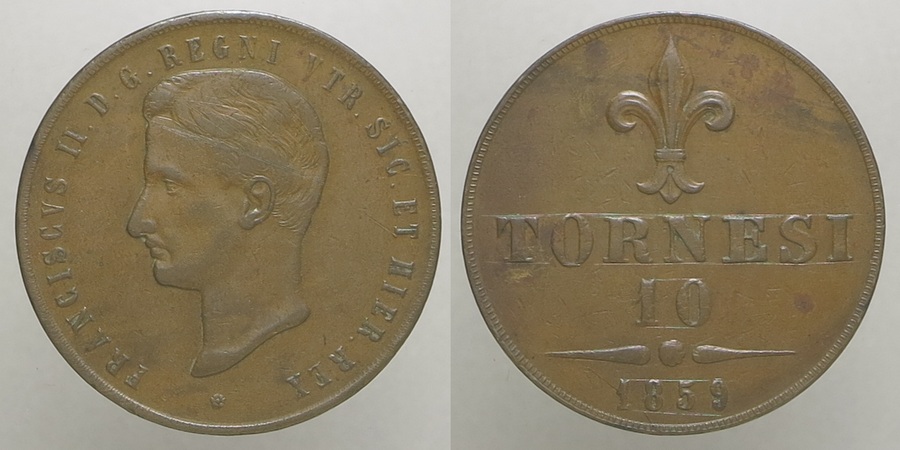 FRANCISCVS II. D. G. REGNI VTR. SIC. ET HIER. REX
TORNESI
10
1859